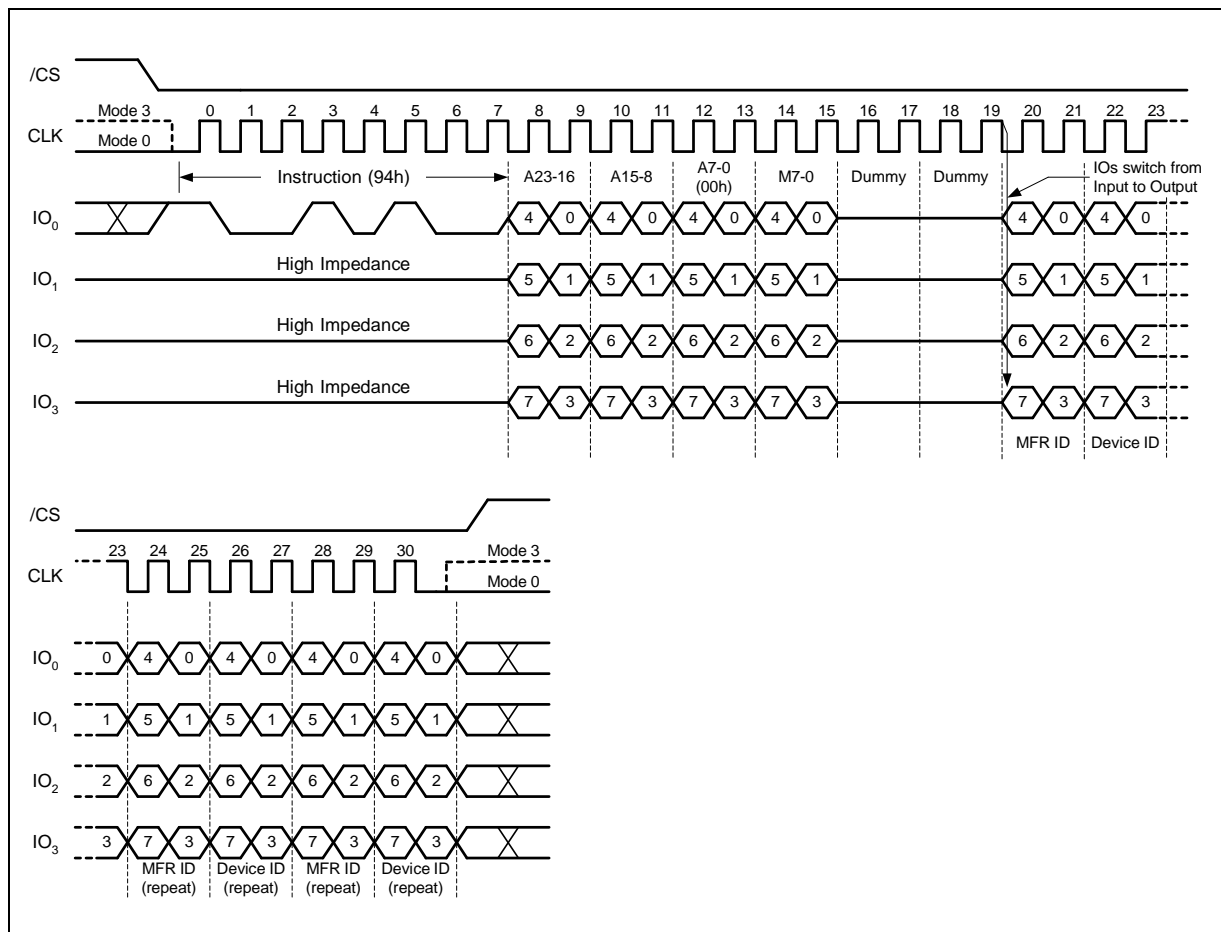 /CS
Mode 3 0 1 2 3 4 5 6 7 8 9 10 11 12 13 14 15 16 17 18 19 20 21 22 23
CLK Mode 0
Instruction (94h) A23-16 A15-8 A7-0 (00h) M7-0 Dummy Dummy IOs switch from Input to Output
IO0 4 0 4 0 4 0 4 0 4 0 4 0
High Impedance
IO1 5 1 5 1 5 1 5 1 5 1 5 1
High Impedance
IO2 6 2 6 2 6 2 6 2 6 2 6 2
High Impedance
IO3 7 3 7 3 7 3 7 3 7 3 7 3
MFR ID Device ID
/CS
23 24 25 26 27 28 29 30 Mode 3
CLK Mode 0
IO0 0 4 0 4 0 4 0 4 0
IO1 1 5 1 5 1 5 1 5 1
IO2 2 6 2 6 2 6 2 6 2
IO3 3 7 3 7 3 7 3 7 3
MFR ID (repeat) Device ID (repeat) MFR ID (repeat) Device ID (repeat)